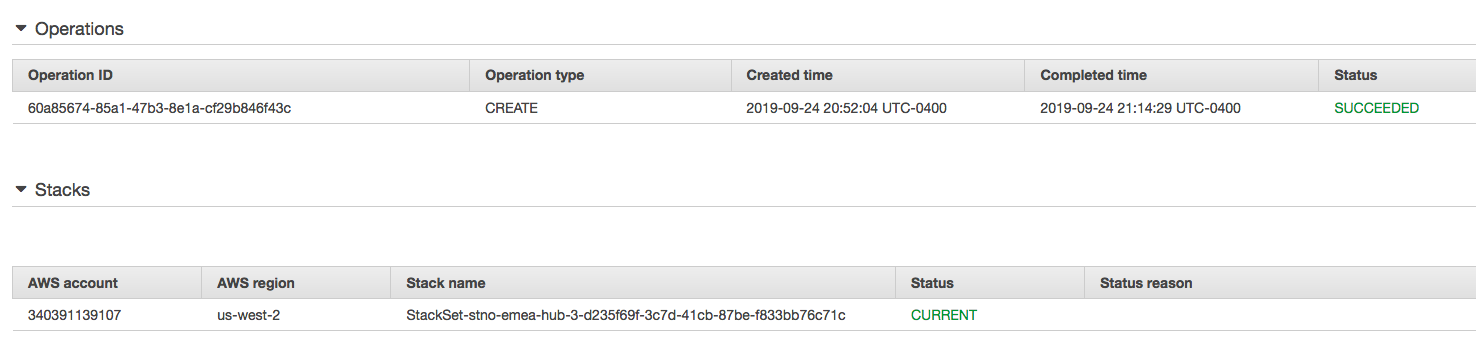 Operations
Operation ID Operation type Created time Completed time Status
60a85674-85a1-47b3-8e1a-cf29b846f43c CREATE 2019-09-24 20:52:04 UTC-0400 2019-09-24 21:14:29 UTC-0400 SUCCEEDED
Stacks
AWS account AWS region Stack name Status Status reason
340391139107 us-west-2 StackSet-stno-emea-hub-3-d235f69f-3c7d-41cb-87be-f833bb76c71c CURRENT